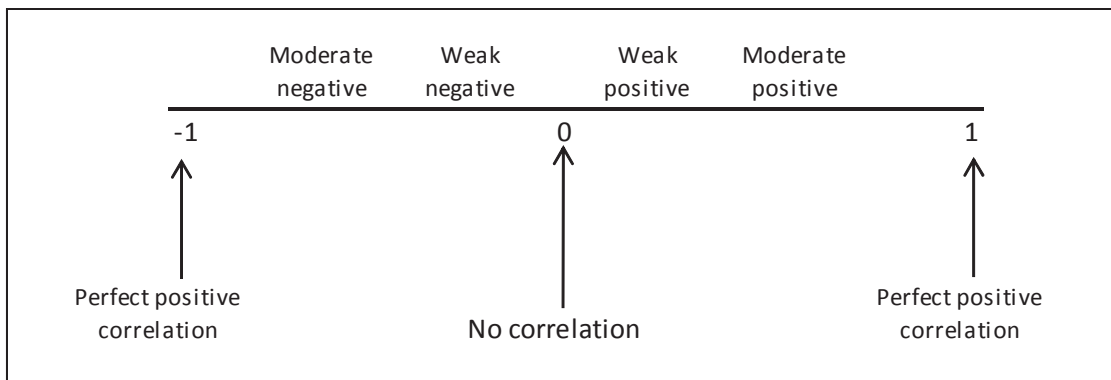 Moderate
negative
Weak
negative
Weak
positive
Moderate
positive
-1
0
1
Perfect positive
correlation
No correlation
Perfect positive
correlation